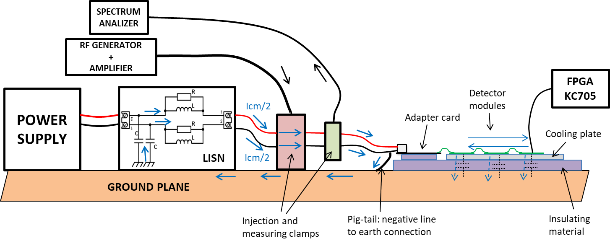 SPECTRUM
ANALIZER
RF GENERATOR
+
AMPLIFIER
POWER
SUPPLY
R
L
R
L
C
C
LISN
Icm/2
Icm/2
GROUND PLANE
Injection and
measuring clamps
Pig-tail: negative line
to earth connection
Adapter card
Detector
modules
FPGA
KC705
Cooling plate
Insulating
material